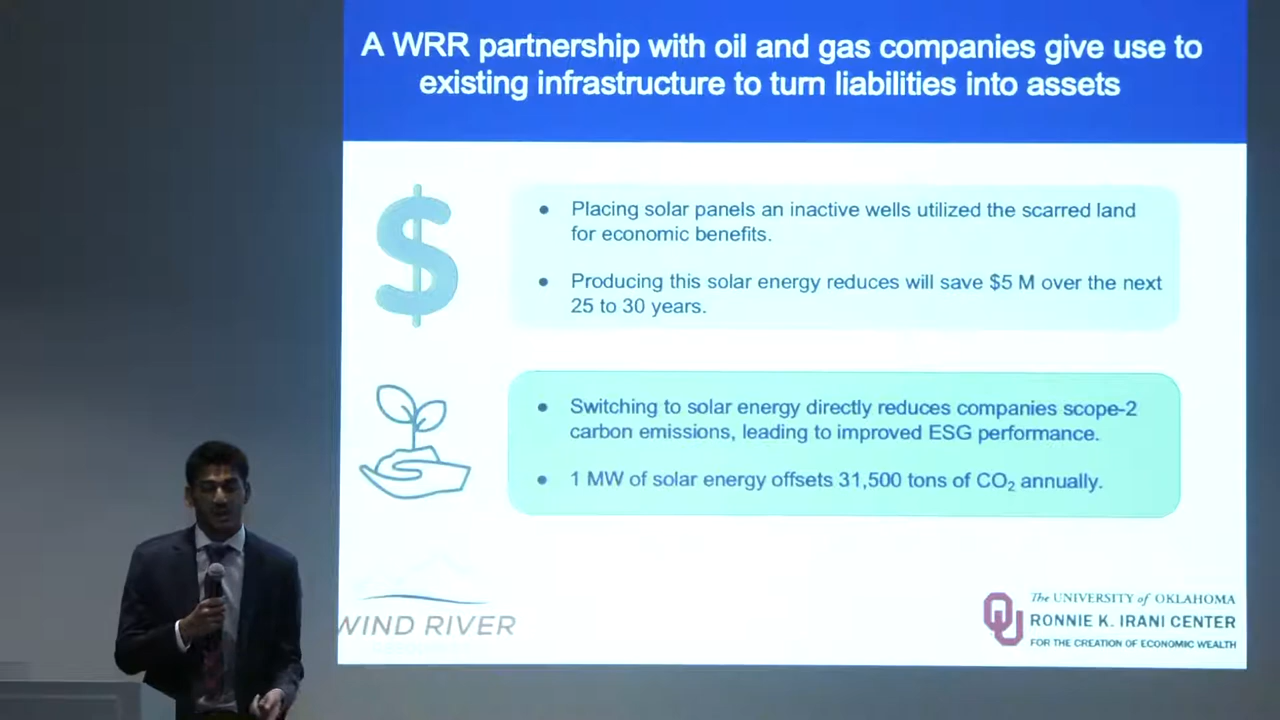 A WRR partnership with oil and gas companies give use to
existing infrastructure to turn liabilities into assets
● Placing solar panels an inactive wells utilized the scarred land
for economic benefits.
● Producing this solar energy reduces will save $5 M over the next
25 to 30 years.
● Switching to solar energy directly reduces companies scope-2
carbon emissions, leading to improved ESG performance.
● 1 MW of solar energy offsets 31,500 tons of CO₂ annually.
WIND RIVER
The UNIVERSITY of OKLAHOMA
RONNIE K. IRANI CENTER
FOR THE CREATION OF ECONOMIC WEALTH